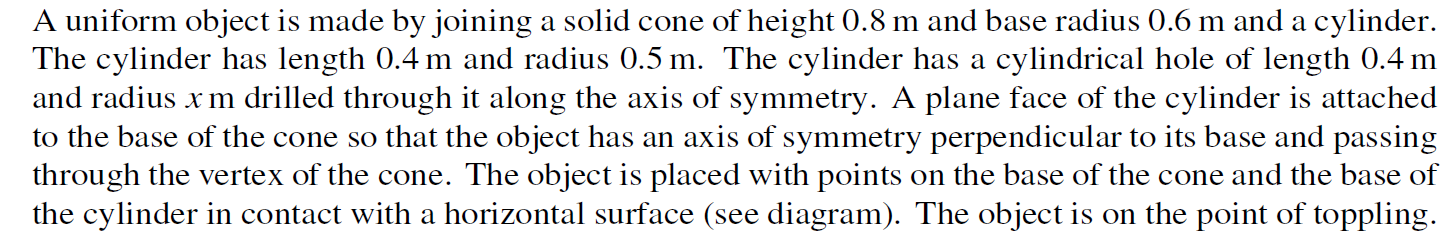 A uniform object is made by joining a solid cone of height 0.8 m and base radius 0.6 m and a cylinder.
The cylinder has length 0.4 m and radius 0.5 m. The cylinder has a cylindrical hole of length 0.4 m
and radius x m drilled through it along the axis of symmetry. A plane face of the cylinder is attached
to the base of the cone so that the object has an axis of symmetry perpendicular to its base and passing
through the vertex of the cone. The object is placed with points on the base of the cone and the base of
the cylinder in contact with a horizontal surface (see diagram). The object is on the point of toppling.